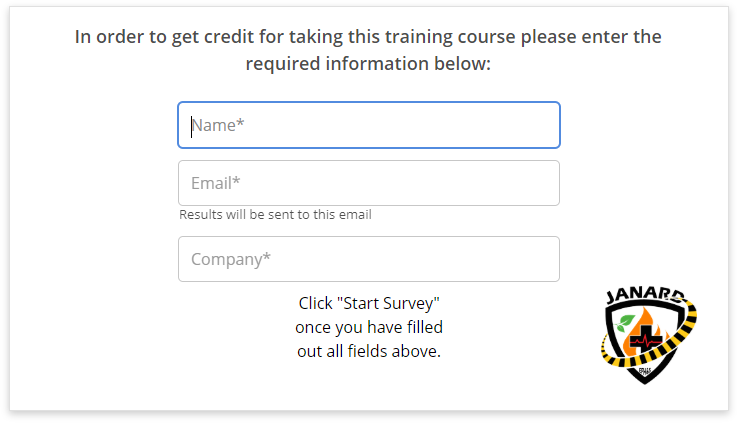 In order to get credit for taking this training course please enter the
required information below:
Name*
Email*
Results will be sent to this email
Company*
Click "Start Survey"
once you have filled
out all fields above.
JANARD